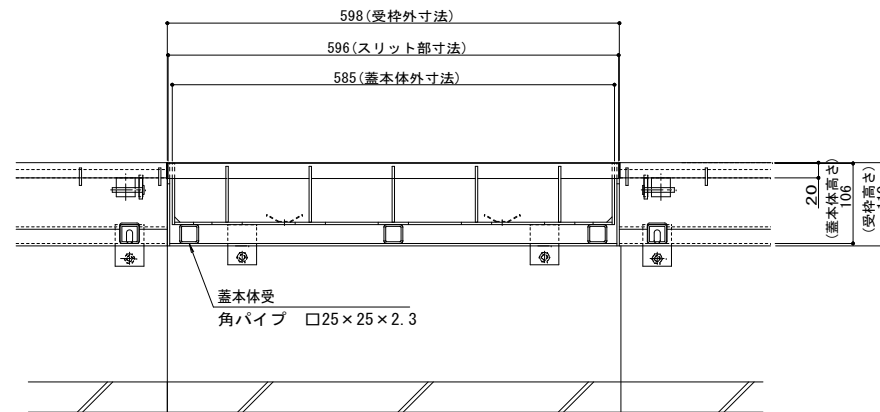 598(受枠外寸法)
596(スリット部寸法)
585(蓋本体外寸法)
20
(蓋本体高さ)
106
(受枠高さ)
蓋本体受
角パイプ □25×25×2.3